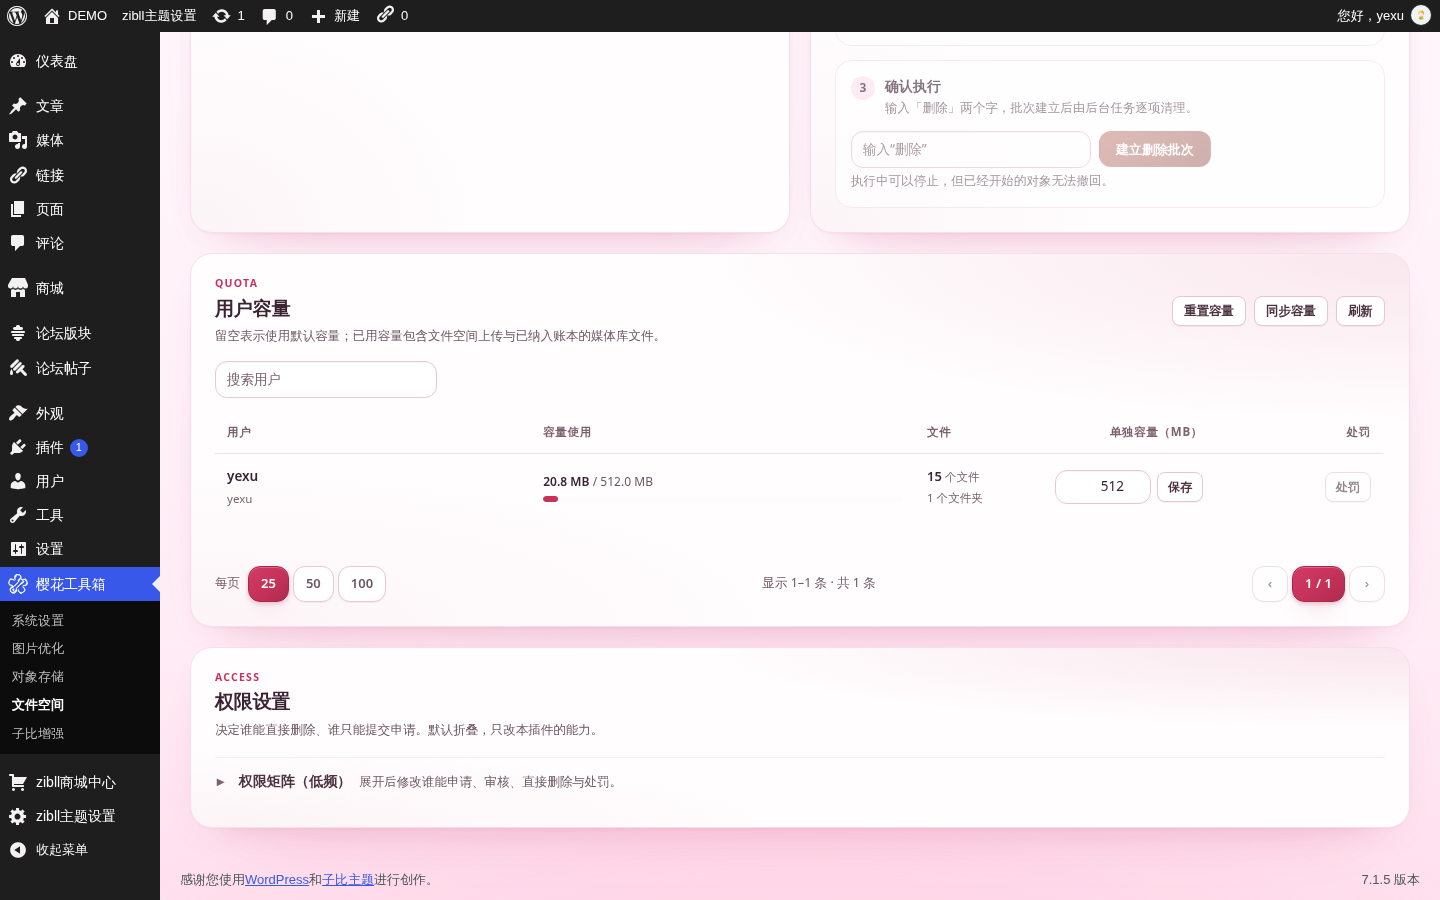 DEMO zibll主题设置 1 0 新建 0 您好，yexu
仪表盘
文章
媒体
链接
页面
评论
商城
论坛版块
论坛帖子
外观
插件 1
用户
工具
设置
樱花工具箱
系统设置
图片优化
对象存储
文件空间
子比增强
zibll商城中心
zibll主题设置
收起菜单
3 确认执行
输入「删除」两个字，批次建立后由后台任务逐项清理。
输入“删除” 建立删除批次
执行中可以停止，但已经开始的对象无法撤回。
QUOTA
用户容量
重置容量 同步容量 刷新
留空表示使用默认容量；已用容量包含文件空间上传与已纳入账本的媒体库文件。
搜索用户
用户 容量使用 文件 单独容量（MB） 处罚
yexu 20.8 MB / 512.0 MB 15 个文件 512 保存 处罚
yexu 1 个文件夹
每页 25 50 100 显示 1–1 条 · 共 1 条 ‹ 1 / 1 ›
ACCESS
权限设置
决定谁能直接删除、谁只能提交申请。默认折叠，只改本插件的能力。
▶ 权限矩阵（低频） 展开后修改谁能申请、审核、直接删除与处罚。
感谢您使用WordPress和子比主题进行创作。 7.1.5 版本